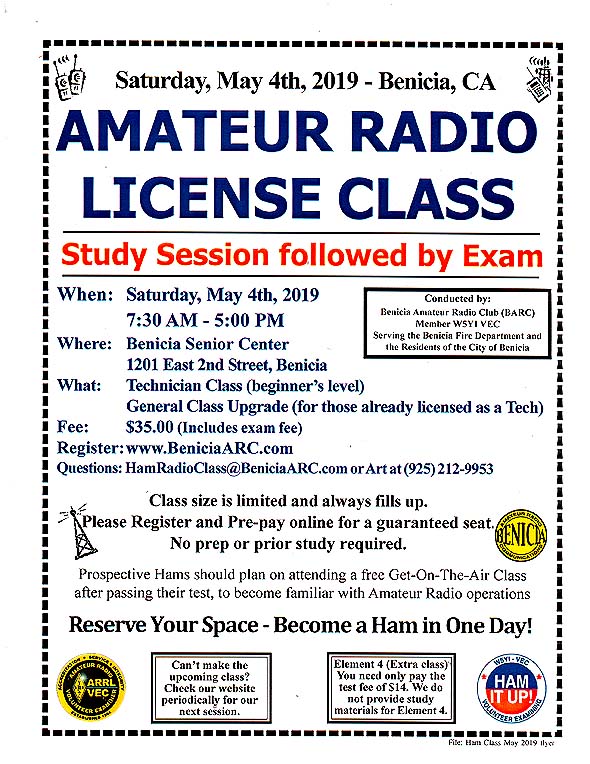 Saturday, May 4th, 2019 - Benicia, CA
AMATEUR RADIO
LICENSE CLASS
Study Session followed by Exam
When: Saturday, May 4th, 2019
7:30 AM - 5:00 PM
Where: Benicia Senior Center
1201 East 2nd Street, Benicia
What: Technician Class (beginner's level)
General Class Upgrade (for those already licensed as a Tech)
Fee: $35.00 (Includes exam fee)
Register: www.BeniciaARC.com
Questions: HamRadioClass@BeniciaARC.com or Art at (925) 212-9953
Conducted by:
Benicia Amateur Radio Club (BARC)
Member W5YI VEC
Serving the Benicia Fire Department and
the Residents of the City of Benicia
Class size is limited and always fills up.
Please Register and Pre-pay online for a guaranteed seat.
No prep or prior study required.
AMATEUR RADIO
BENICIA
COMMUNICATIONS
Prospective Hams should plan on attending a free Get-On-The-Air Class
after passing their test, to become familiar with Amateur Radio operations
Reserve Your Space - Become a Ham in One Day!
AMATEUR RADIO
ARRL
VEC
VOLUNTEER EXAMINER
Can't make the
upcoming class?
Check our website
periodically for our
next session.
Element 4 (Extra class)
You need only pay the
test fee of $14. We do
not provide study
materials for Element 4.
W5YI - VEC
HAM
IT UP!
VOLUNTEER EXAMINING
File: Ham Class May 2019 flyer